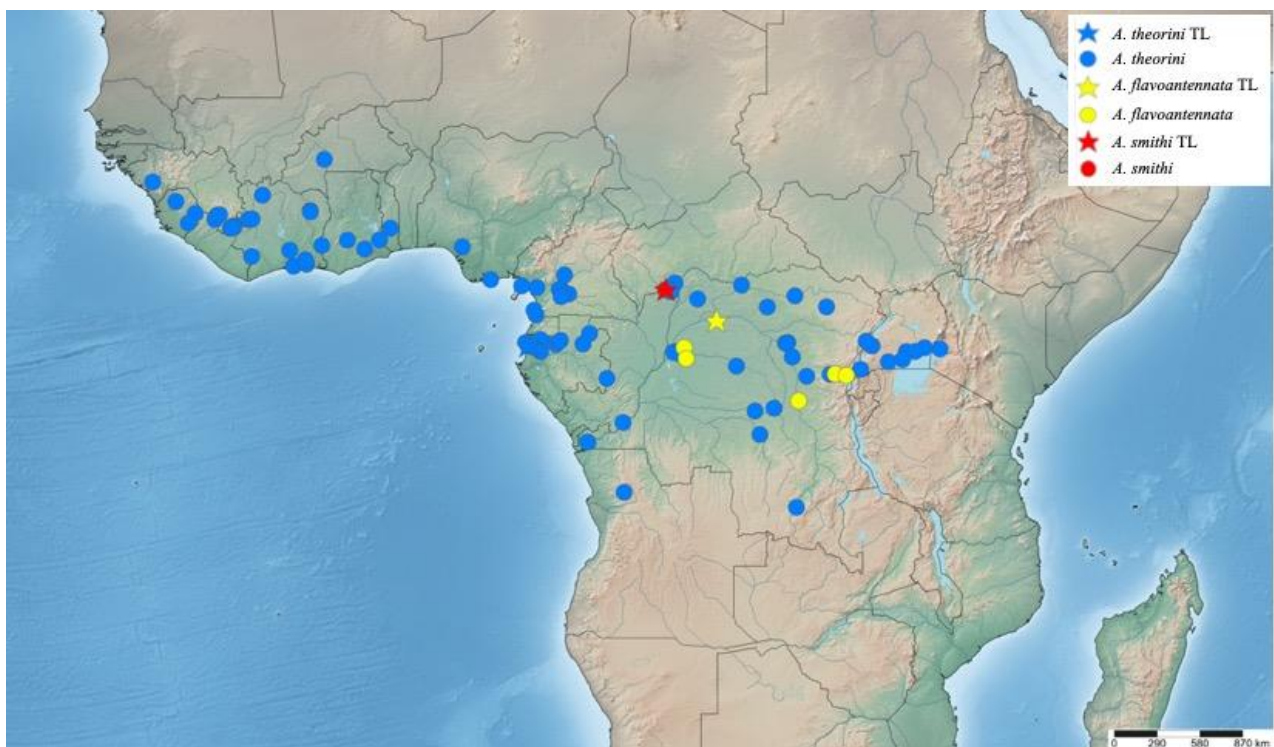 A. theorini TL
A. theorini
A. flavoantennata TL
A. flavoantennata
A. smithi TL
A. smithi
0 290 580 870 km